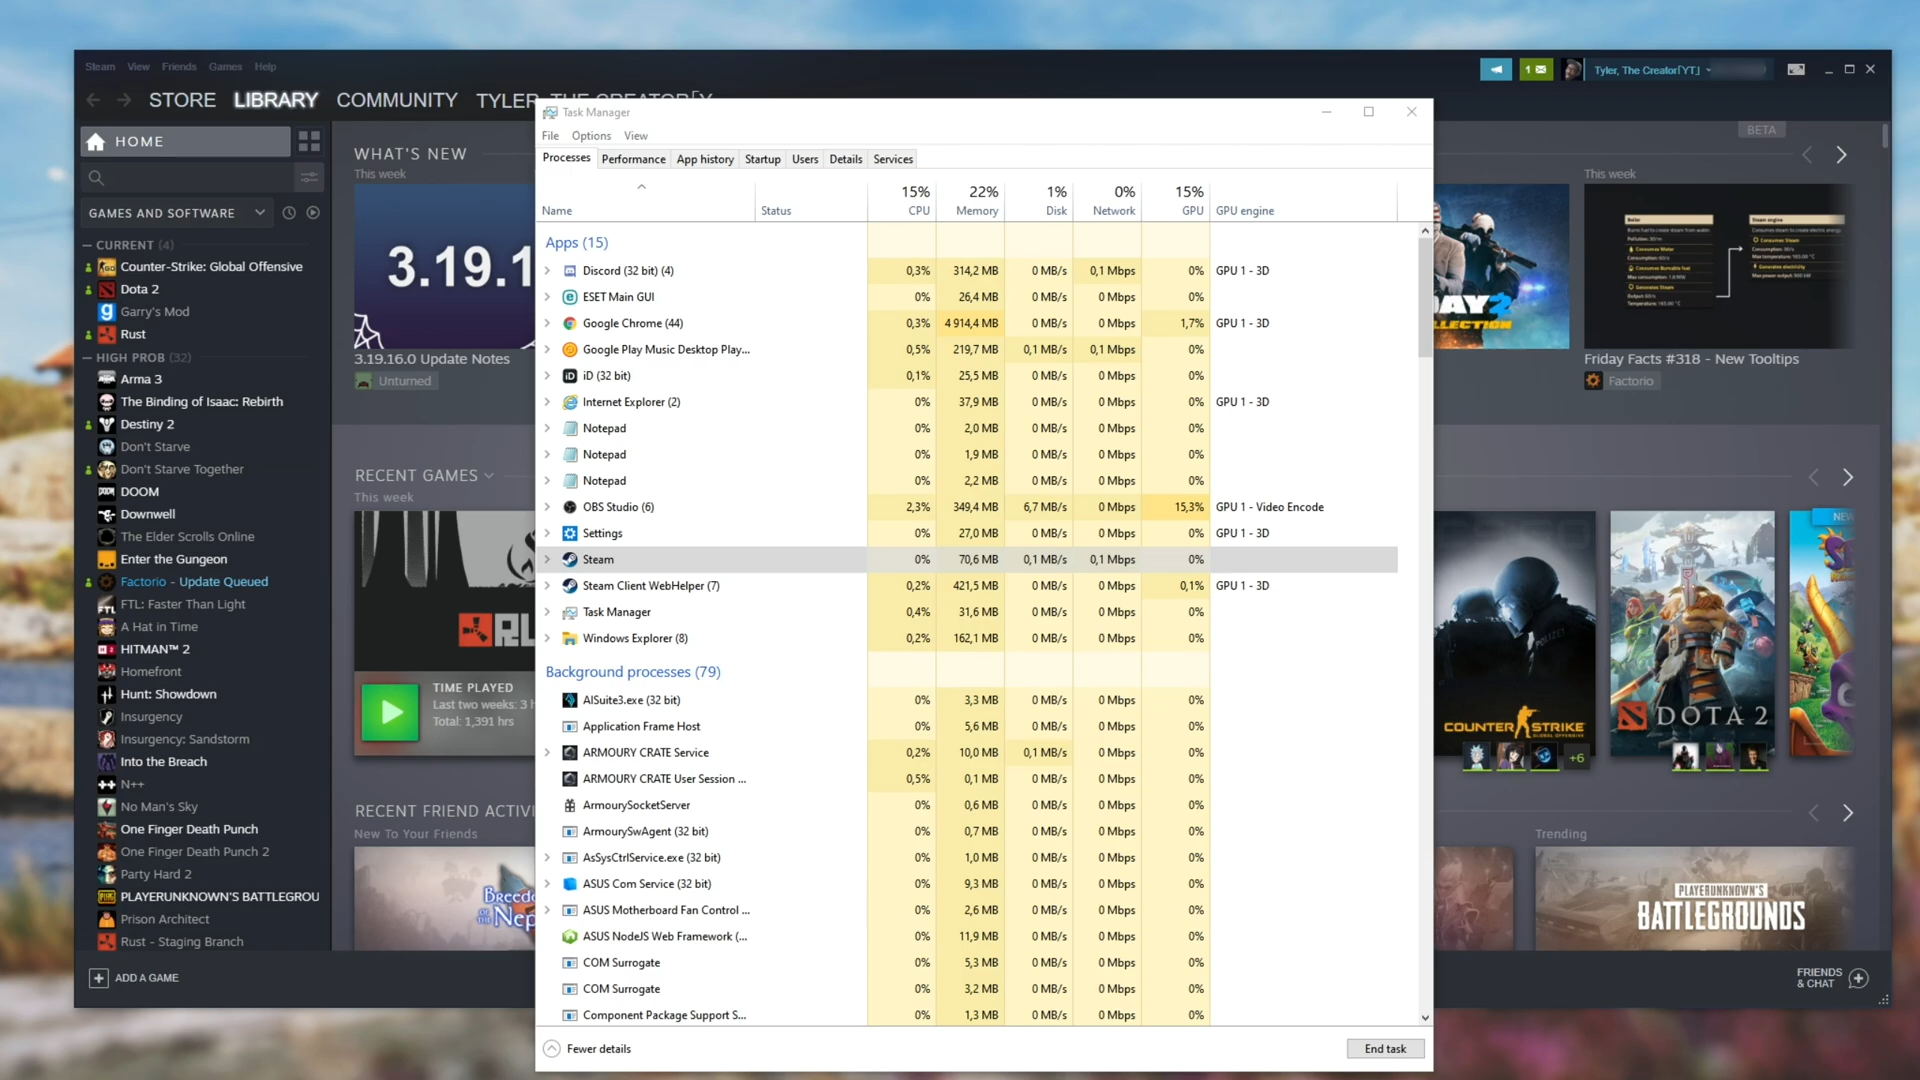 Steam View Friends Games Help
1
Tyler, The Creator「YT」
STORE LIBRARY COMMUNITY TYLER, THE CREATOR「Y
HOME
GAMES AND SOFTWARE
— CURRENT (4)
Counter-Strike: Global Offensive
Dota 2
Garry's Mod
Rust
— HIGH PROB (32)
Arma 3
The Binding of Isaac: Rebirth
Destiny 2
Don't Starve
Don't Starve Together
DOOM
Downwell
The Elder Scrolls Online
Enter the Gungeon
Factorio - Update Queued
FTL: Faster Than Light
A Hat in Time
HITMAN™ 2
Homefront
Hunt: Showdown
Insurgency
Insurgency: Sandstorm
Into the Breach
N++
No Man's Sky
One Finger Death Punch
One Finger Death Punch 2
Party Hard 2
PLAYERUNKNOWN'S BATTLEGROU
Prison Architect
Rust - Staging Branch
ADD A GAME
WHAT'S NEW
This week
3.19.1
3.19.16.0 Update Notes
Unturned
RECENT GAMES
This week
RU
TIME PLAYED
Last two weeks: 3 h
Total: 1,391 hrs
RECENT FRIEND ACTIVI
New To Your Friends
Breedo
of the Nep
Task Manager
File Options View
Processes Performance App history Startup Users Details Services
15% 22% 1% 0% 15%
Name Status CPU Memory Disk Network GPU GPU engine
Apps (15)
Discord (32 bit) (4) 0,3% 314,2 MB 0 MB/s 0,1 Mbps 0% GPU 1 - 3D
ESET Main GUI 0% 26,4 MB 0 MB/s 0 Mbps 0%
Google Chrome (44) 0,3% 4 914,4 MB 0 MB/s 0 Mbps 1,7% GPU 1 - 3D
Google Play Music Desktop Play... 0,5% 219,7 MB 0,1 MB/s 0,1 Mbps 0%
iD (32 bit) 0,1% 25,5 MB 0 MB/s 0 Mbps 0%
Internet Explorer (2) 0% 37,9 MB 0 MB/s 0 Mbps 0% GPU 1 - 3D
Notepad 0% 2,0 MB 0 MB/s 0 Mbps 0%
Notepad 0% 1,9 MB 0 MB/s 0 Mbps 0%
Notepad 0% 2,2 MB 0 MB/s 0 Mbps 0%
OBS Studio (6) 2,3% 349,4 MB 6,7 MB/s 0 Mbps 15,3% GPU 1 - Video Encode
Settings 0% 27,0 MB 0 MB/s 0 Mbps 0% GPU 1 - 3D
Steam 0% 70,6 MB 0,1 MB/s 0,1 Mbps 0%
Steam Client WebHelper (7) 0,2% 421,5 MB 0 MB/s 0 Mbps 0,1% GPU 1 - 3D
Task Manager 0,4% 31,6 MB 0 MB/s 0 Mbps 0%
Windows Explorer (8) 0,2% 162,1 MB 0 MB/s 0 Mbps 0%
Background processes (79)
AISuite3.exe (32 bit) 0% 3,3 MB 0 MB/s 0 Mbps 0%
Application Frame Host 0% 5,6 MB 0 MB/s 0 Mbps 0%
ARMOURY CRATE Service 0,2% 10,0 MB 0,1 MB/s 0 Mbps 0%
ARMOURY CRATE User Session ... 0,5% 0,1 MB 0 MB/s 0 Mbps 0%
ArmourySocketServer 0% 0,6 MB 0 MB/s 0 Mbps 0%
ArmourySwAgent (32 bit) 0% 0,7 MB 0 MB/s 0 Mbps 0%
AsSysCtrlService.exe (32 bit) 0% 1,0 MB 0 MB/s 0 Mbps 0%
ASUS Com Service (32 bit) 0% 9,3 MB 0 MB/s 0 Mbps 0%
ASUS Motherboard Fan Control ... 0% 2,6 MB 0 MB/s 0 Mbps 0%
ASUS NodeJS Web Framework (... 0% 11,9 MB 0 MB/s 0 Mbps 0%
COM Surrogate 0% 5,3 MB 0 MB/s 0 Mbps 0%
COM Surrogate 0% 3,2 MB 0 MB/s 0 Mbps 0%
Component Package Support S... 0% 1,3 MB 0 MB/s 0 Mbps 0%
Fewer details
End task
BETA
This week
AY2
LLECTION
Boiler
Steam engine
Friday Facts #318 - New Tooltips
Factorio
NEW
POLIZEI
COUNTER STRIKE
GLOBAL OFFENSIVE
DOTA 2
+6
Trending
PLAYERUNKNOWN'S
BATTLEGROUNDS
FRIENDS
& CHAT